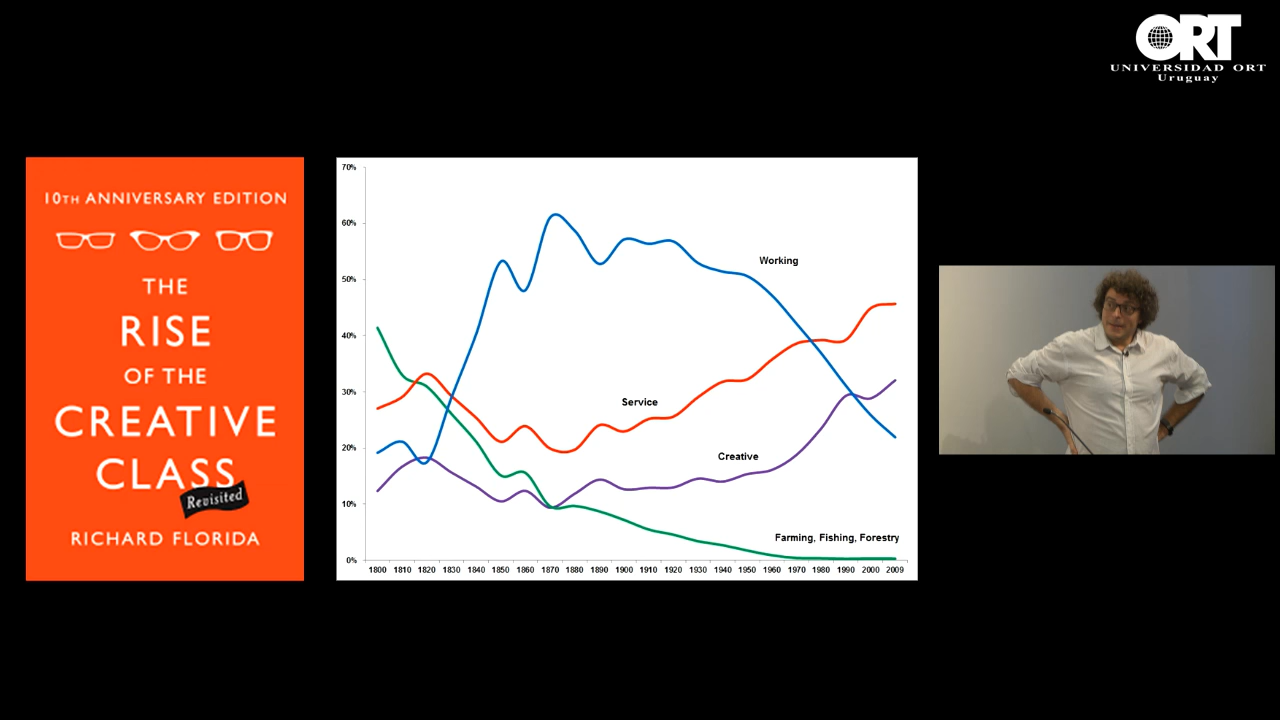 ORT
UNIVERSIDAD ORT
Uruguay
10TH ANNIVERSARY EDITION
THE
RISE
OF THE
CREATIVE
CLASS
Revisited
RICHARD FLORIDA
70%
60%
50%
40%
30%
20%
10%
0%
Working
Service
Creative
Farming, Fishing, Forestry
1800 1810 1820 1830 1840 1850 1860 1870 1880 1890 1900 1910 1920 1930 1940 1950 1960 1970 1980 1990 2000 2009